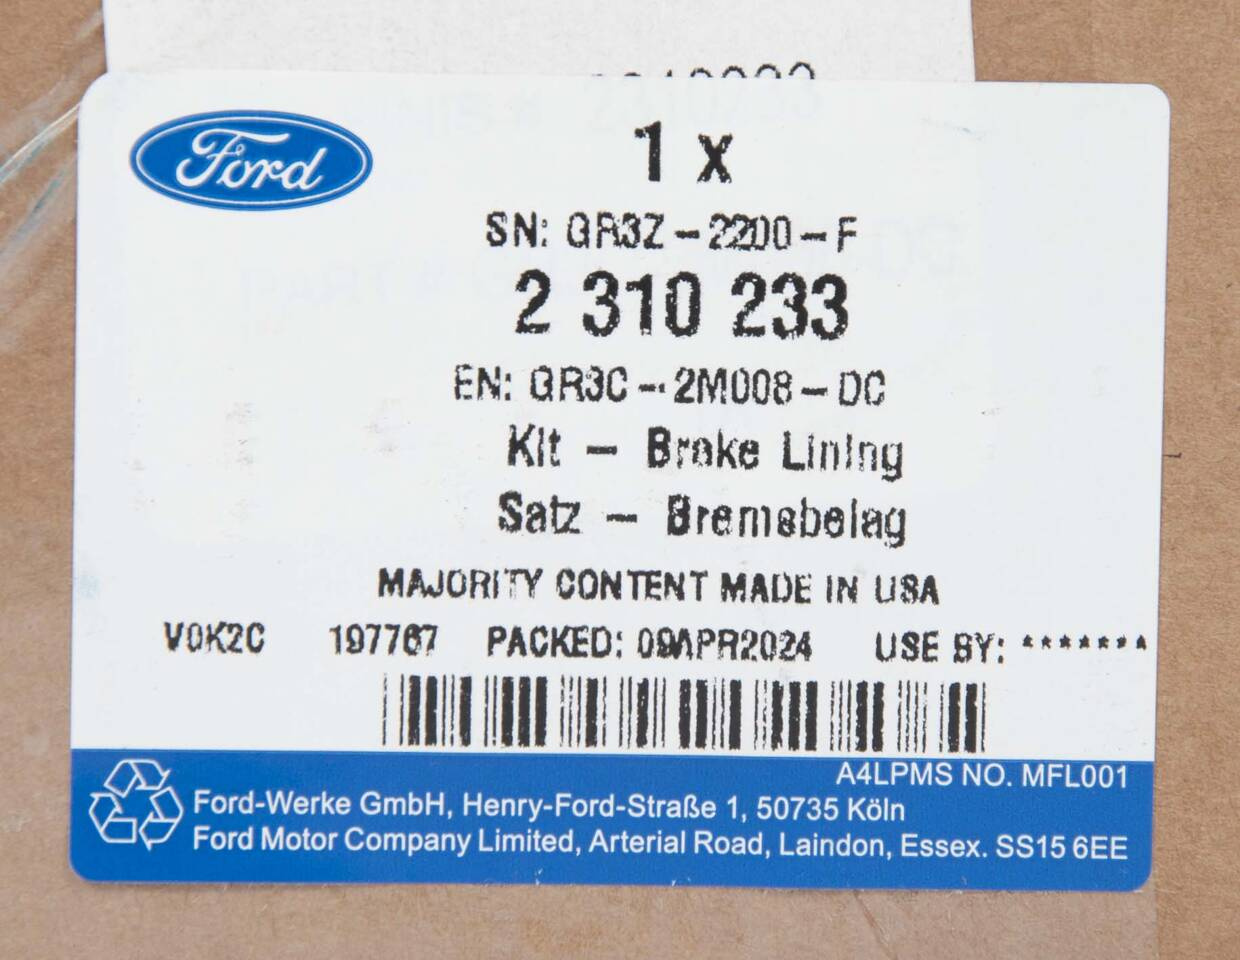 Ford
1 x
SN: GR3Z-2200-F
2 310 233
EN: GR3C-2M008-DC
Kit - Brake Lining
Satz - Bremsbelag
MAJORITY CONTENT MADE IN USA
V0K2C 197767 PACKED: 09APR2024 USE BY: *******
A4LPMS NO. MFL001
Ford-Werke GmbH, Henry-Ford-Straße 1, 50735 Köln
Ford Motor Company Limited, Arterial Road, Laindon, Essex. SS15 6EE